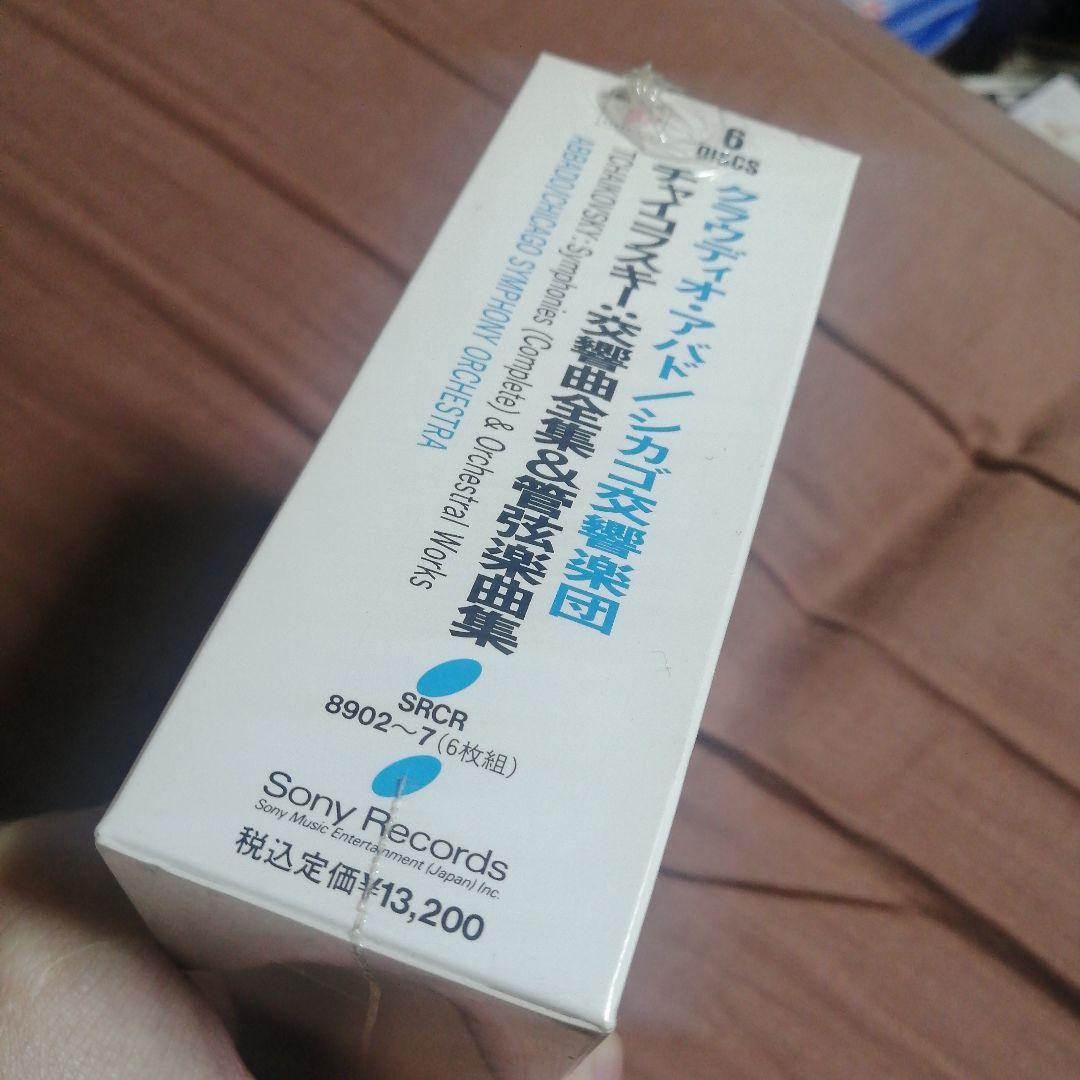 6
DISCS
クラウディオ・アバド/シカゴ交響楽団
チャイコフスキー:交響曲全集&管弦楽曲集
TCHAIKOVSKY: Symphonies (Complete) & Orchestral Works
ABBADO/CHICAGO SYMPHONY ORCHESTRA
SRCR
8902～7(6枚組)
Sony Records
Sony Music Entertainment (Japan) Inc.
税込定価¥13,200